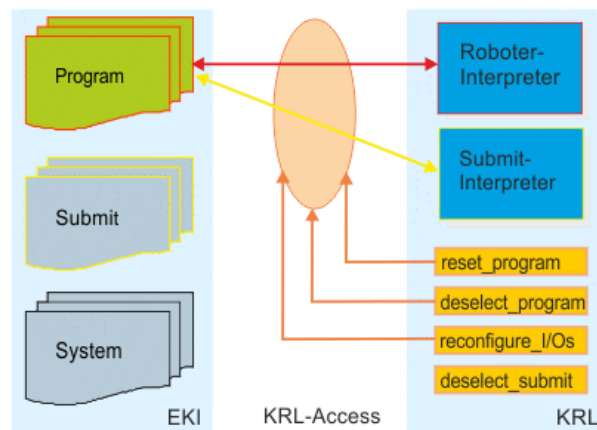 Program
Submit
System
EKI
KRL-Access
Roboter-
Interpreter
Submit-
Interpreter
reset_program
deselect_program
reconfigure_I/Os
deselect_submit
KRL